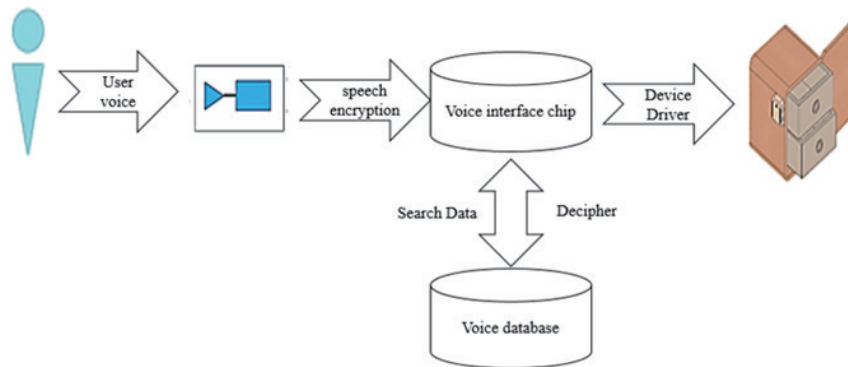 User
voice
speech
encryption
Voice interface chip
Device
Driver
Search Data
Decipher
Voice database